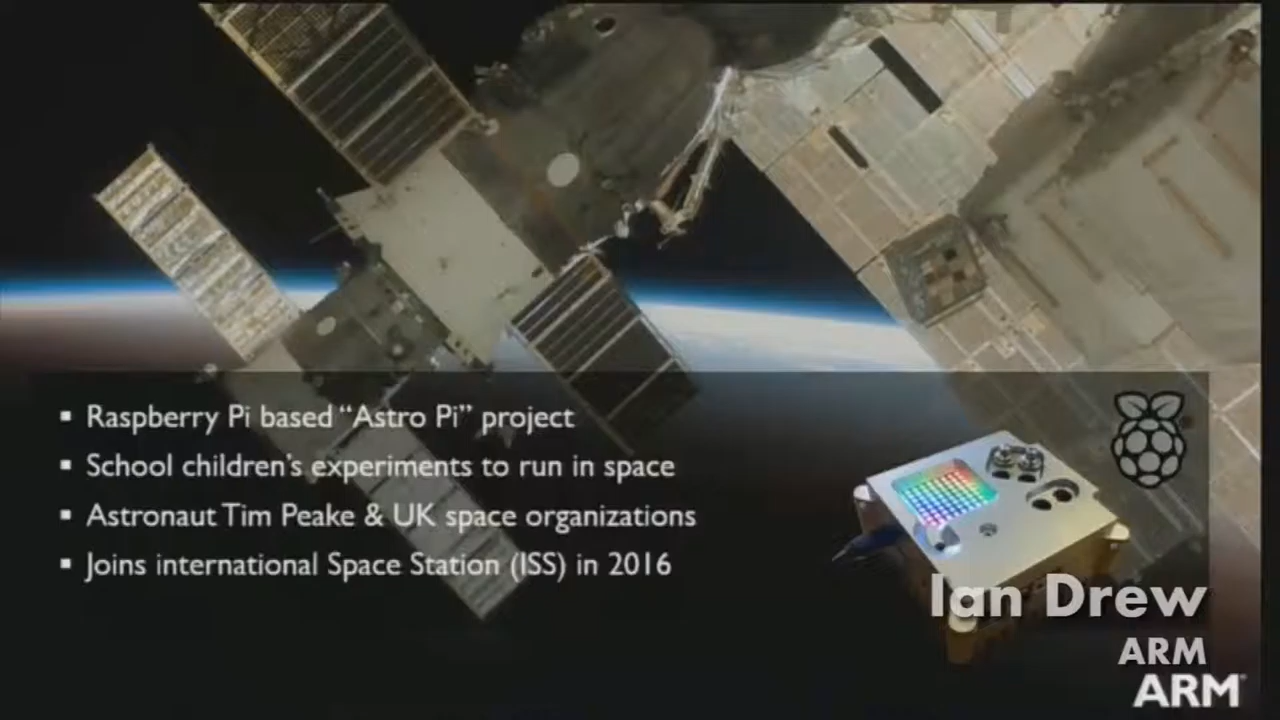 Raspberry Pi based “Astro Pi” project
School children’s experiments to run in space
Astronaut Tim Peake & UK space organizations
Joins international Space Station (ISS) in 2016
Ian Drew
ARM
ARM